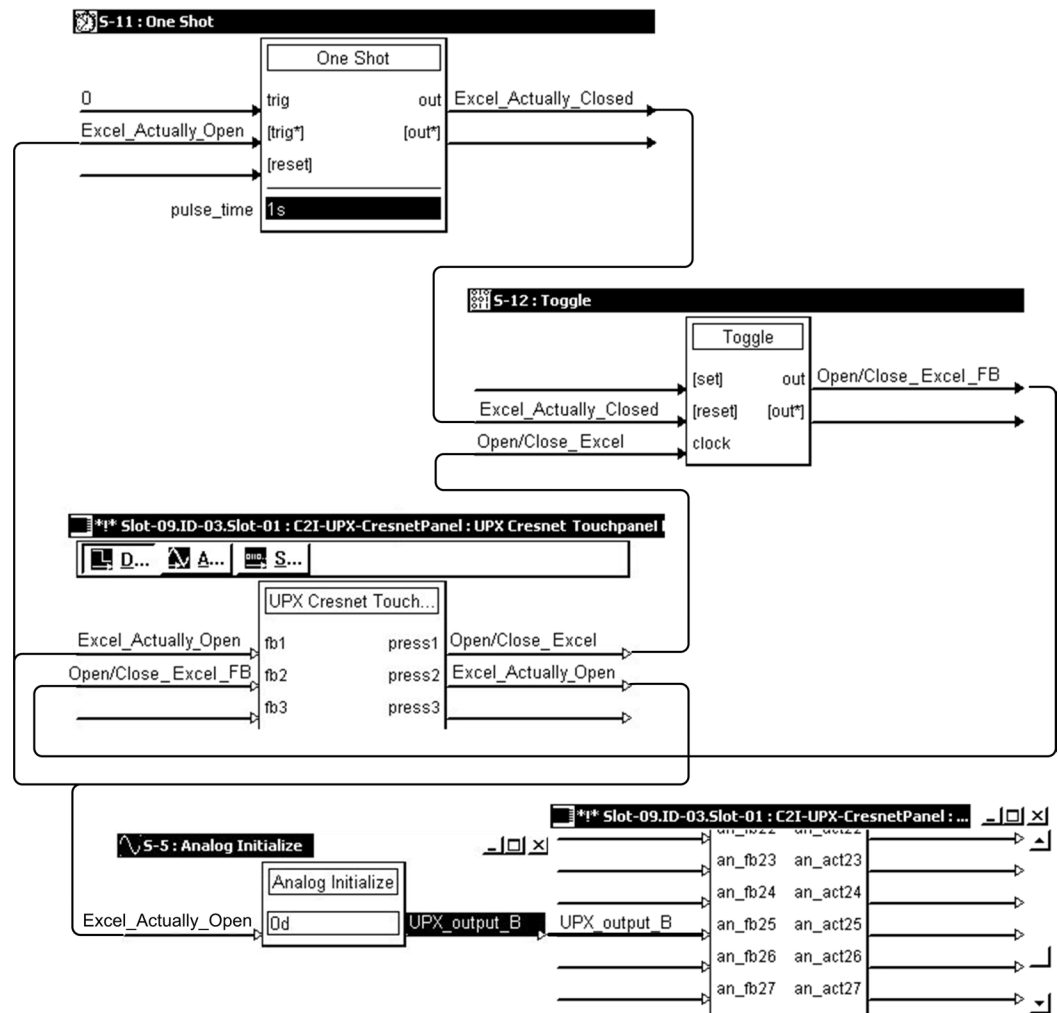 S-11 : One Shot
One Shot
0
trig
out
Excel_Actually_Closed
Excel_Actually_Open
[trig*]
[out*]
[reset]
pulse_time
1s
S-12 : Toggle
Toggle
[set]
out
Open/Close_Excel_FB
Excel_Actually_Closed
[reset]
[out*]
Open/Close_Excel
clock
*!* Slot-09.ID-03.Slot-01 : C2I-UPX-CresnetPanel : UPX Cresnet Touchpanel
D... A... S...
UPX Cresnet Touch...
Excel_Actually_Open
fb1
press1
Open/Close_Excel
Open/Close_Excel_FB
fb2
press2
Excel_Actually_Open
fb3
press3
*!* Slot-09.ID-03.Slot-01 : C2I-UPX-CresnetPanel : ...
S-5 : Analog Initialize
Analog Initialize
Excel_Actually_Open
0d
UPX_output_B
UPX_output_B
an_fb22 an_act22
an_fb23 an_act23
an_fb24 an_act24
an_fb25 an_act25
an_fb26 an_act26
an_fb27 an_act27